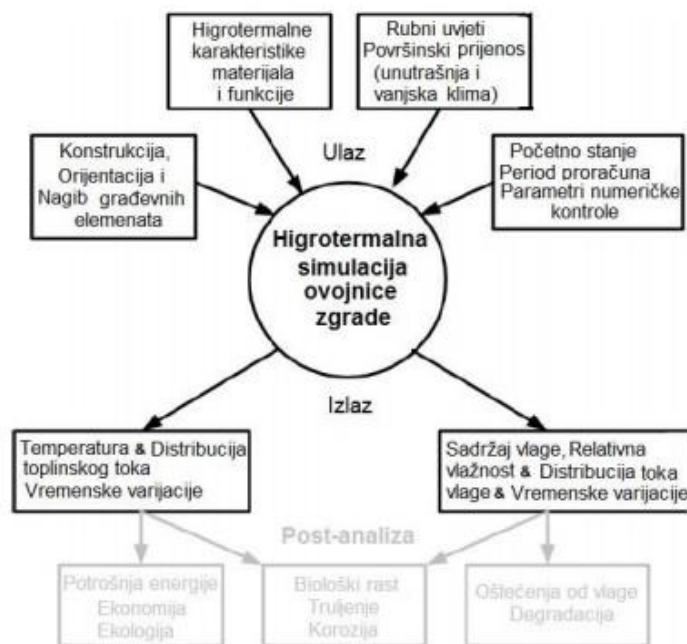 Higrotermalne
karakteristike
materijala
i funkcije
Rubni uvjeti
Površinski prijenos
(unutrašnja i
vanjska klima)
Konstrukcija,
Orijentacija i
Nagib građevnih
elemenata
Ulaz
Početno stanje
Period proračuna
Parametri numeričke
kontrole
Higrotermalna
simulacija
ovojnice
zgrade
Izlaz
Temperatura & Distribucija
toplinskog toka
Vremenske varijacije
Sadržaj vlage, Relativna
vlažnost & Distribucija toka
vlage & Vremenske varijacije
Post-analiza
Potrošnja energije
Ekonomija
Ekologija
Biološki rast
Truljenje
Korozija
Oštećenja od vlage
Degradacija